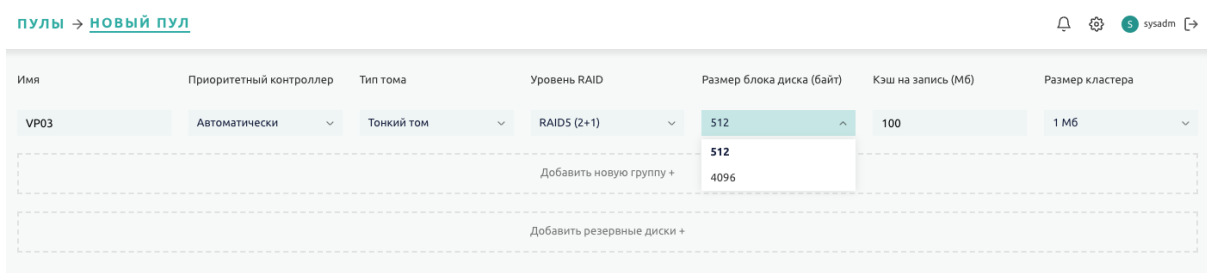 ПУЛЫ → НОВЫЙ ПУЛ
S sysadm
Имя Приоритетный контроллер Тип тома Уровень RAID Размер блока диска (байт) Кэш на запись (Мб) Размер кластера
VP03 Автоматически Тонкий том RAID5 (2+1) 512 100 1 Мб
512
4096
Добавить новую группу +
Добавить резервные диски +